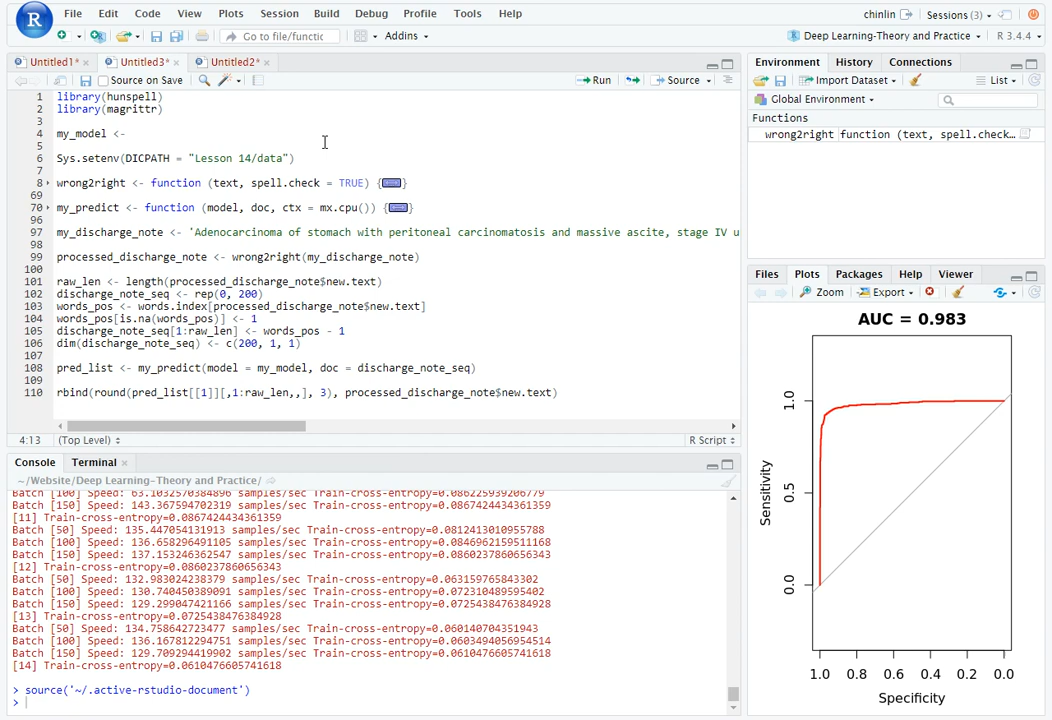 R
File Edit Code View Plots Session Build Debug Profile Tools Help
chinlin Sessions (3)
Go to file/functic Addins
Deep Learning-Theory and Practice R 3.4.4
Untitled1* × Untitled3* × Untitled2* ×
Source on Save Run Source
1 library(hunspell)
2 library(magrittr)
3
4 my_model <-
5
6 Sys.setenv(DICPATH = "Lesson 14/data")
7
8 wrong2right <- function (text, spell.check = TRUE) {}
69
70 my_predict <- function (model, doc, ctx = mx.cpu()) {}
96
97 my_discharge_note <- 'Adenocarcinoma of stomach with peritoneal carcinomatosis and massive ascite, stage IV u
98
99 processed_discharge_note <- wrong2right(my_discharge_note)
100
101 raw_len <- length(processed_discharge_note$new.text)
102 discharge_note_seq <- rep(0, 200)
103 words_pos <- words.index[processed_discharge_note$new.text]
104 words_pos[is.na(words_pos)] <- 1
105 discharge_note_seq[1:raw_len] <- words_pos - 1
106 dim(discharge_note_seq) <- c(200, 1, 1)
107
108 pred_list <- my_predict(model = my_model, doc = discharge_note_seq)
109
110 rbind(round(pred_list[[1]][,1:raw_len,,], 3), processed_discharge_note$new.text)
4:13 (Top Level) R Script
Console Terminal ×
~/Website/Deep Learning-Theory and Practice/
Batch [100] Speed: 63.1032570384896 samples/sec Train-cross-entropy=0.086225939206779
Batch [150] Speed: 143.367594702319 samples/sec Train-cross-entropy=0.0867424434361359
[11] Train-cross-entropy=0.0867424434361359
Batch [50] Speed: 135.447054131913 samples/sec Train-cross-entropy=0.0812413010955788
Batch [100] Speed: 136.658296491105 samples/sec Train-cross-entropy=0.0846962159511168
Batch [150] Speed: 137.153246362547 samples/sec Train-cross-entropy=0.0860237860656343
[12] Train-cross-entropy=0.0860237860656343
Batch [50] Speed: 132.983024238379 samples/sec Train-cross-entropy=0.063159765843302
Batch [100] Speed: 130.740450389091 samples/sec Train-cross-entropy=0.072310489595402
Batch [150] Speed: 129.299047421166 samples/sec Train-cross-entropy=0.0725438476384928
[13] Train-cross-entropy=0.0725438476384928
Batch [50] Speed: 134.758642723477 samples/sec Train-cross-entropy=0.060140704351943
Batch [100] Speed: 136.167812294751 samples/sec Train-cross-entropy=0.0603494056954514
Batch [150] Speed: 129.709294419902 samples/sec Train-cross-entropy=0.0610476605741618
[14] Train-cross-entropy=0.0610476605741618
> source('~/.active-rstudio-document')
>
Environment History Connections
Import Dataset List
Global Environment
Functions
wrong2right function (text, spell.check…
Files Plots Packages Help Viewer
Zoom Export
AUC = 0.983
Sensitivity
1.0
0.5
0.0
1.0 0.8 0.6 0.4 0.2 0.0
Specificity